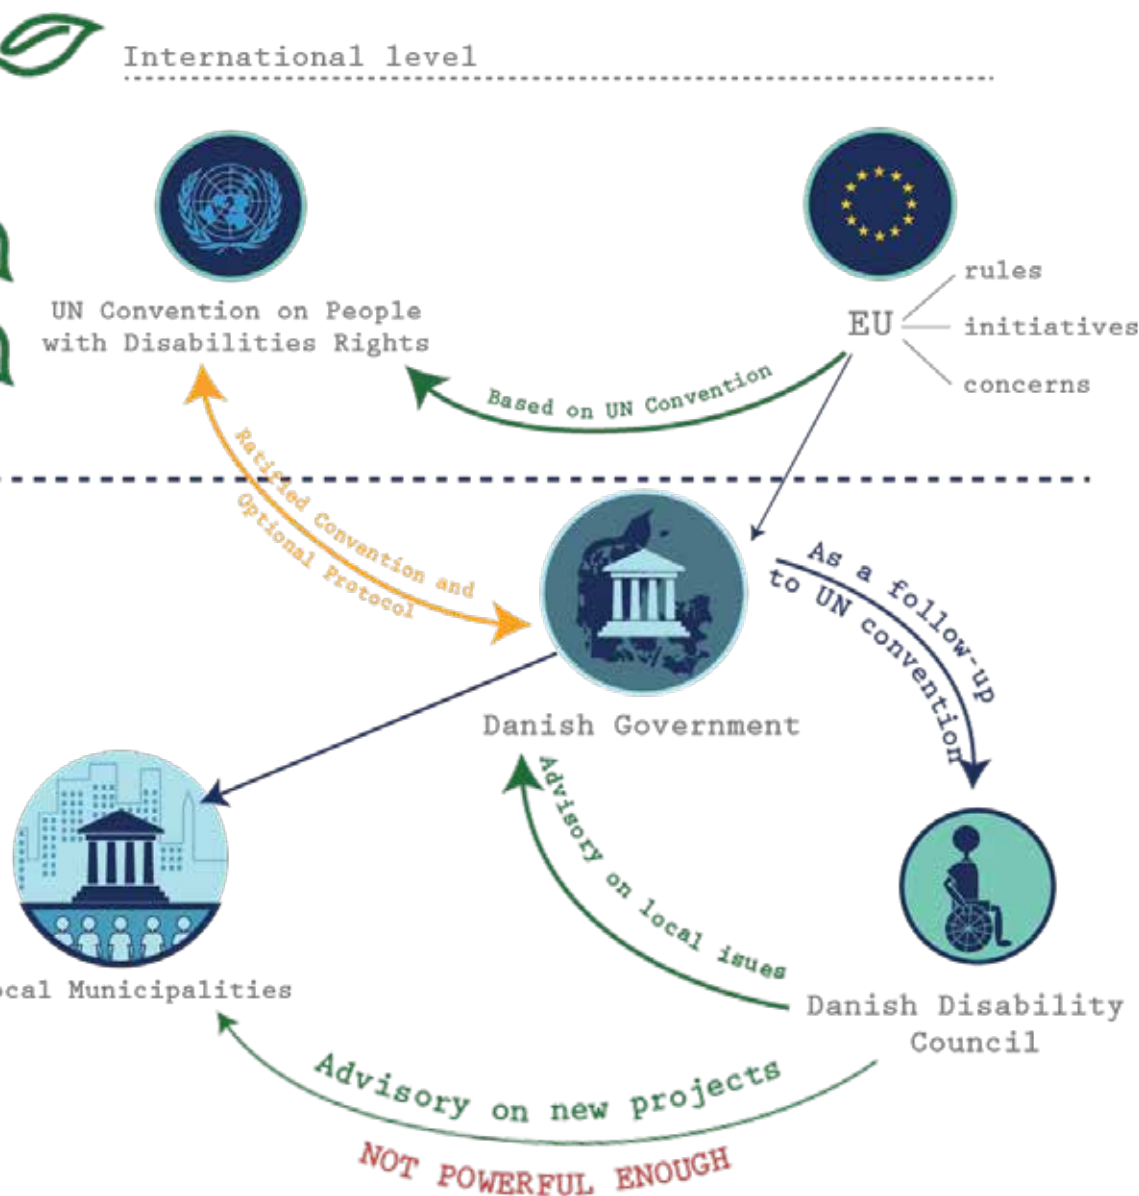 International level
UN Convention on People
with Disabilities Rights
EU
rules
initiatives
concerns
Based on UN Convention
Ratified Convention and
Optional Protocol
As a follow-up
to UN convention
Danish Government
Advisory on local isues
ocal Municipalities
Danish Disability
Council
Advisory on new projects
NOT POWERFUL ENOUGH